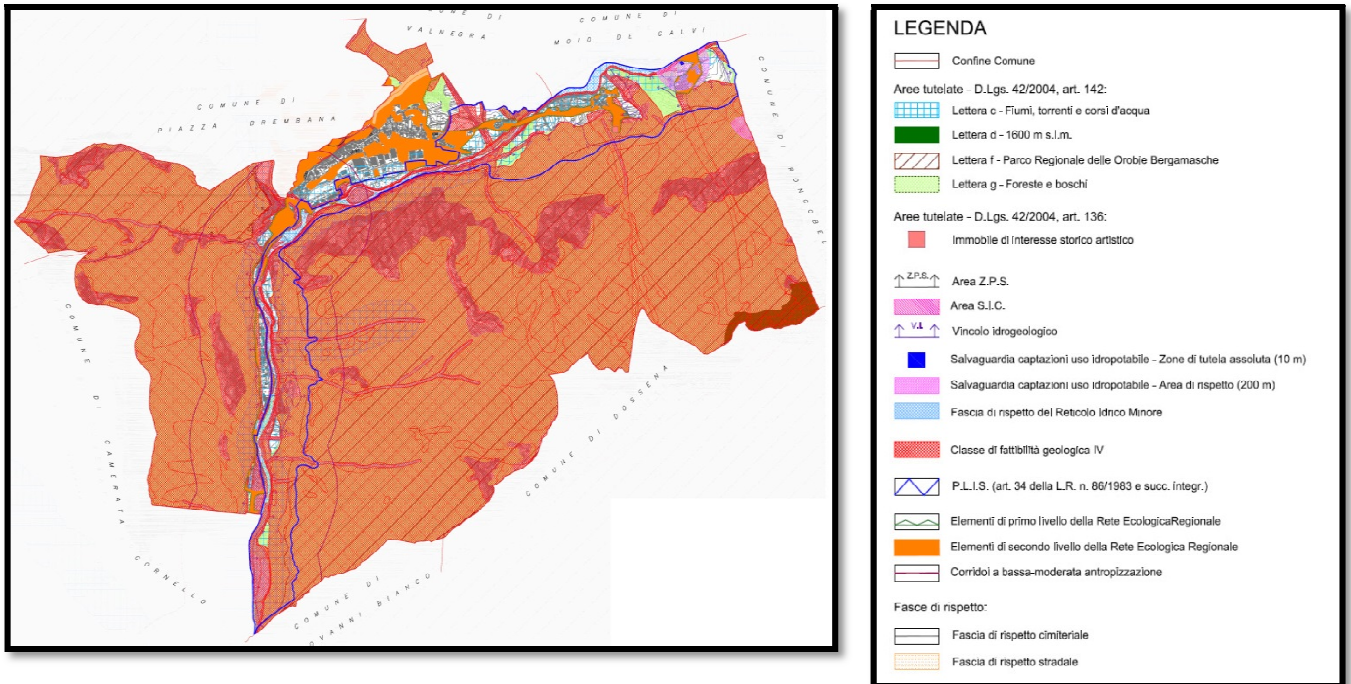 COMUNE DI
VALNEGRA
COMUNE DI
MOIO DE CALVI
COMUNE DI
PIAZZA BREMBANA
COMUNE DI RONCOBEL
COMUNE DI CAMERATA
CORNELLO
COMUNE DI DOSSENA
COMUNE DI
OVANNI BIANCO
LEGENDA
Confine Comune
Aree tutelate - D.Lgs. 42/2004, art. 142:
Lettera c - Fiumi, torrenti e corsi d'acqua
Lettera d - 1600 m s.l.m.
Lettera f - Parco Regionale delle Orobie Bergamasche
Lettera g - Foreste e boschi
Aree tutelate - D.Lgs. 42/2004, art. 136:
Immobile di interesse storico artistico
Z.P.S.
Area Z.P.S.
Area S.I.C.
V.I.
Vincolo idrogeologico
Salvaguardia captazioni uso idropotabile - Zone di tutela assoluta (10 m)
Salvaguardia captazioni uso idropotabile - Area di rispetto (200 m)
Fascia di rispetto del Reticolo Idrico Minore
Classe di fattibilità geologica IV
P.L.I.S. (art. 34 della L.R. n. 86/1983 e succ. integr.)
Elementi di primo livello della Rete EcologicaRegionale
Elementi di secondo livello della Rete Ecologica Regionale
Corridoi a bassa-moderata antropizzazione
Fasce di rispetto:
Fascia di rispetto cimiteriale
Fascia di rispetto stradale